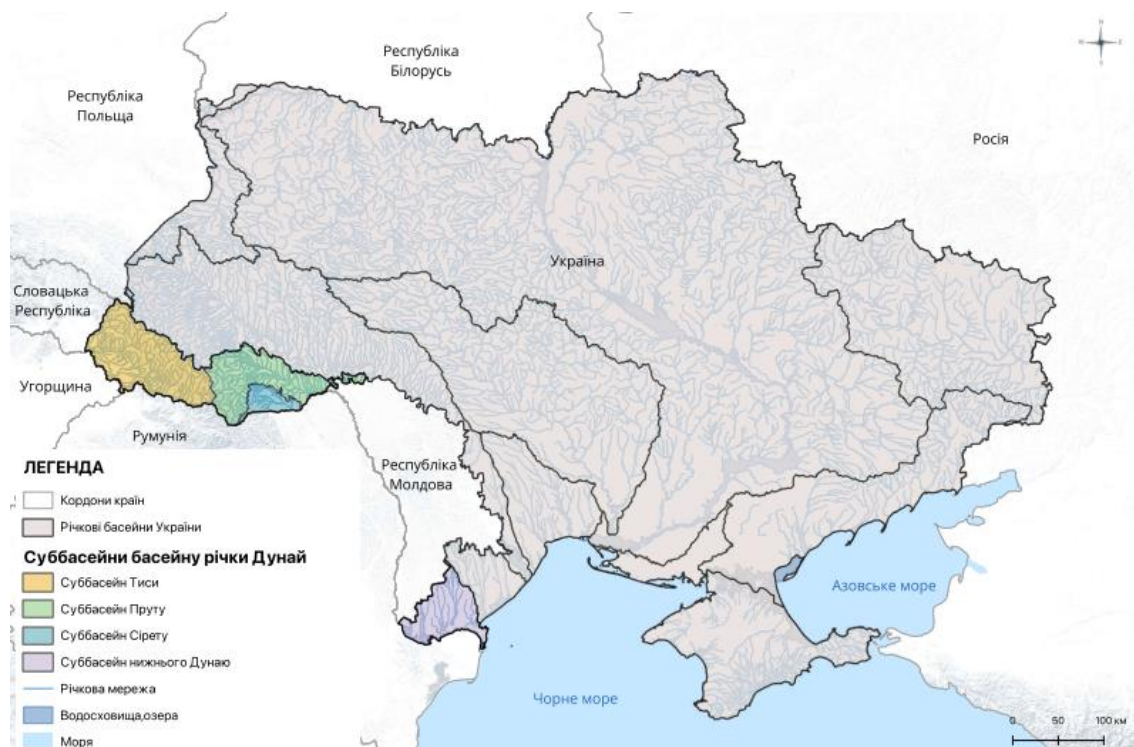 Республіка
Білорусь
Республіка
Польща
N
W
E
S
Росія
Україна
Словацька
Республіка
Угорщина
Румунія
Республіка
Молдова
Азовське море
Чорне море
ЛЕГЕНДА
Кордони країн
Річкові басейни України
Суббасейни басейну річки Дунай
Суббасейн Тиси
Суббасейн Пруту
Суббасейн Сірету
Суббасейн нижнього Дунаю
Річкова мережа
Водосховища,озера
Моря
0 50 100 км